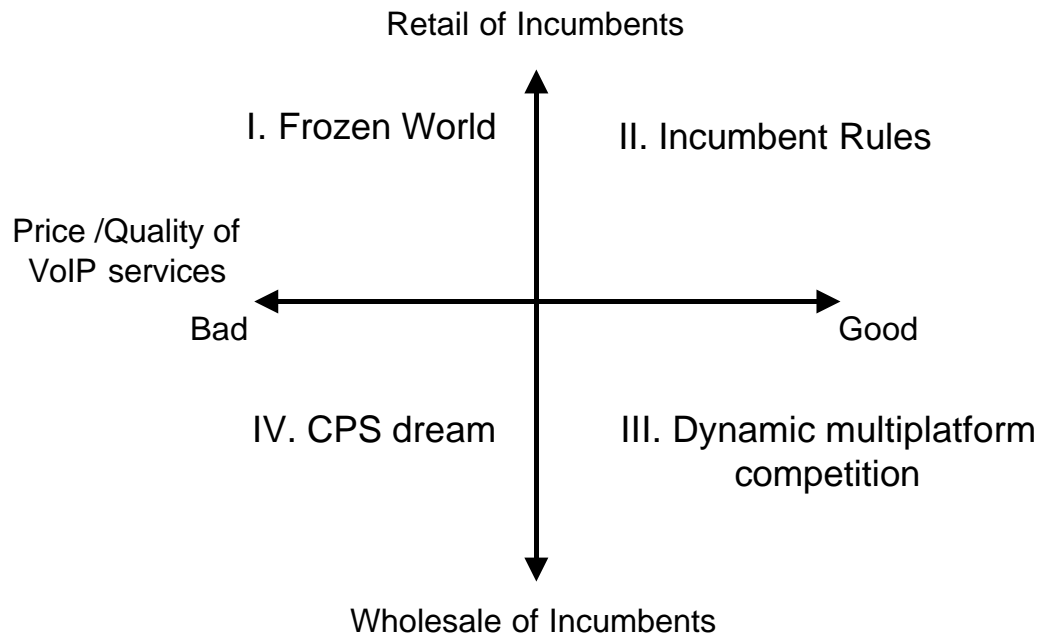 Retail of Incumbents
I. Frozen World
II. Incumbent Rules
Price /Quality of
VoIP services
Bad
Good
IV. CPS dream
III. Dynamic multiplatform
competition
Wholesale of Incumbents